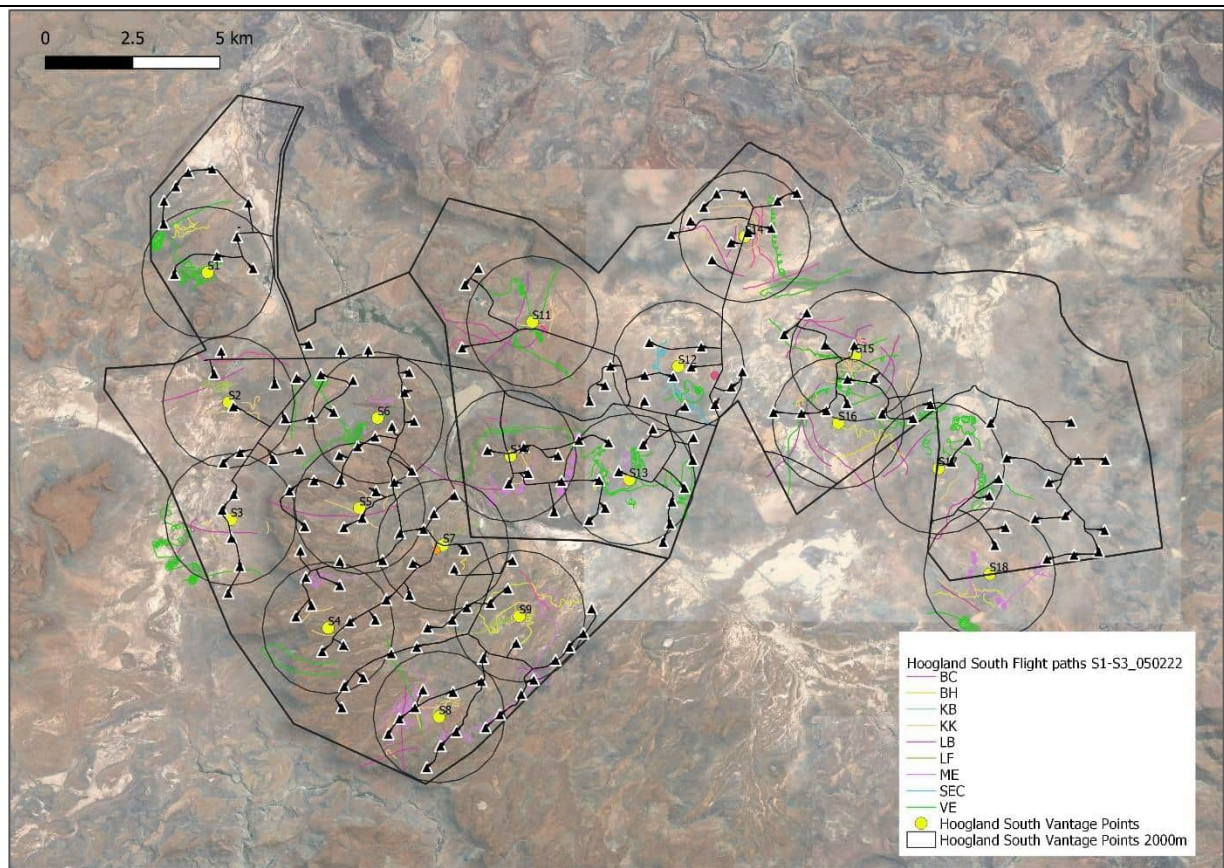 0 2.5 5 km
S14
S1
S11
S15
S12
S2
S6
S16
S17
S13
S5
S3
S7
S18
S9
S4
S8
Hoogland South Flight paths S1-S3_050222
BC
BH
KB
KK
LB
LF
ME
SEC
VE
Hoogland South Vantage Points
Hoogland South Vantage Points 2000m